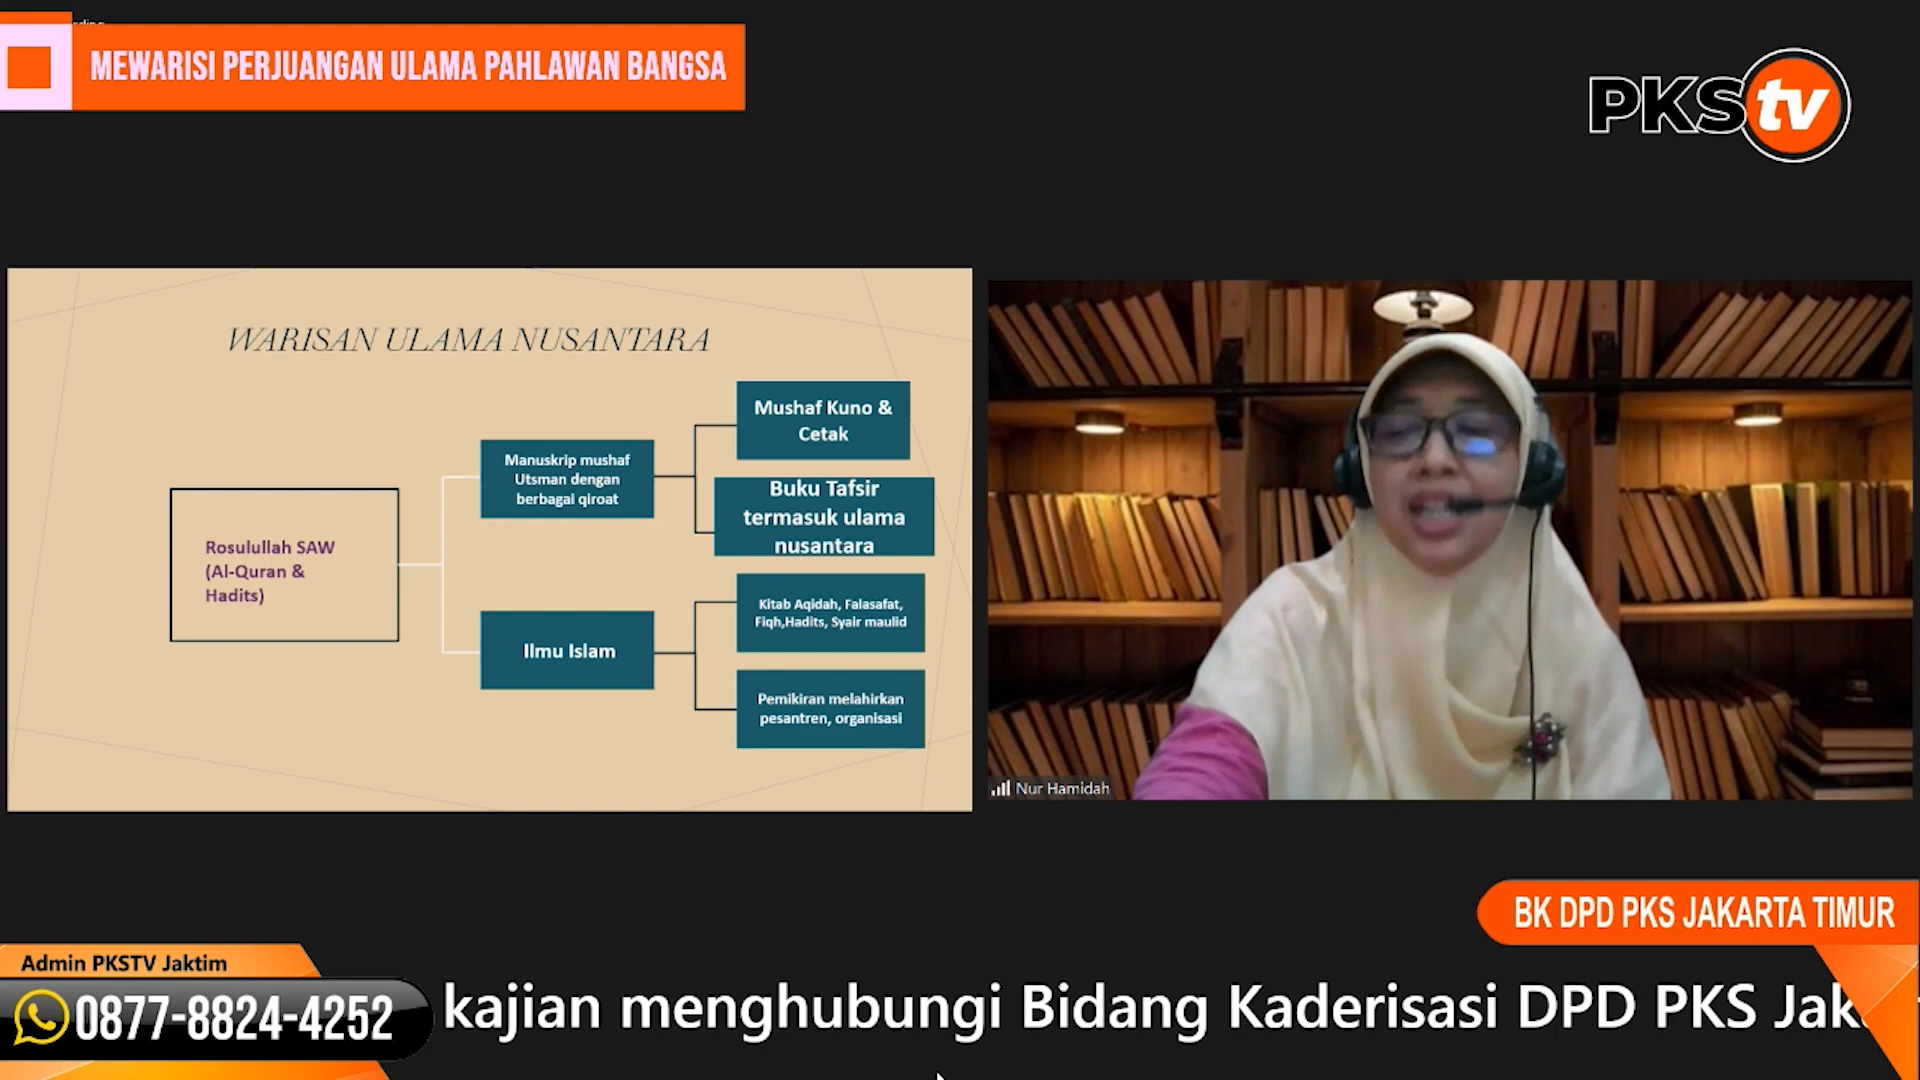 MEWARISI PERJUANGAN ULAMA PAHLAWAN BANGSA
PKS tv
WARISAN ULAMA NUSANTARA
Rosulullah SAW
(Al-Quran &
Hadits)
Manuskrip mushaf
Utsman dengan
berbagai qiroat
Ilmu Islam
Mushaf Kuno &
Cetak
Buku Tafsir
termasuk ulama
nusantara
Kitab Aqidah, Falasafat,
Fiqh,Hadits, Syair maulid
Pemikiran melahirkan
pesantren, organisasi
Nur Hamidah
BK DPD PKS JAKARTA TIMUR
Admin PKSTV Jaktim
0877-8824-4252
kajian menghubungi Bidang Kaderisasi DPD PKS Jak